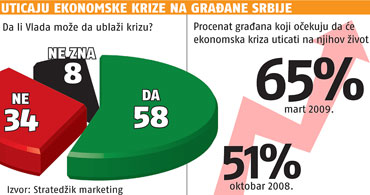 UTICAJU EKONOMSKE KRIZE NA GRAĐANE SRBIJE
Da li Vlada može da ublaži krizu?
NE ZNA
8
NE
34
DA
58
Izvor: Stratedžik marketing
Procenat građana koji očekuju da će
ekonomska kriza uticati na njihov život
65%
mart 2009.
51%
oktobar 2008.